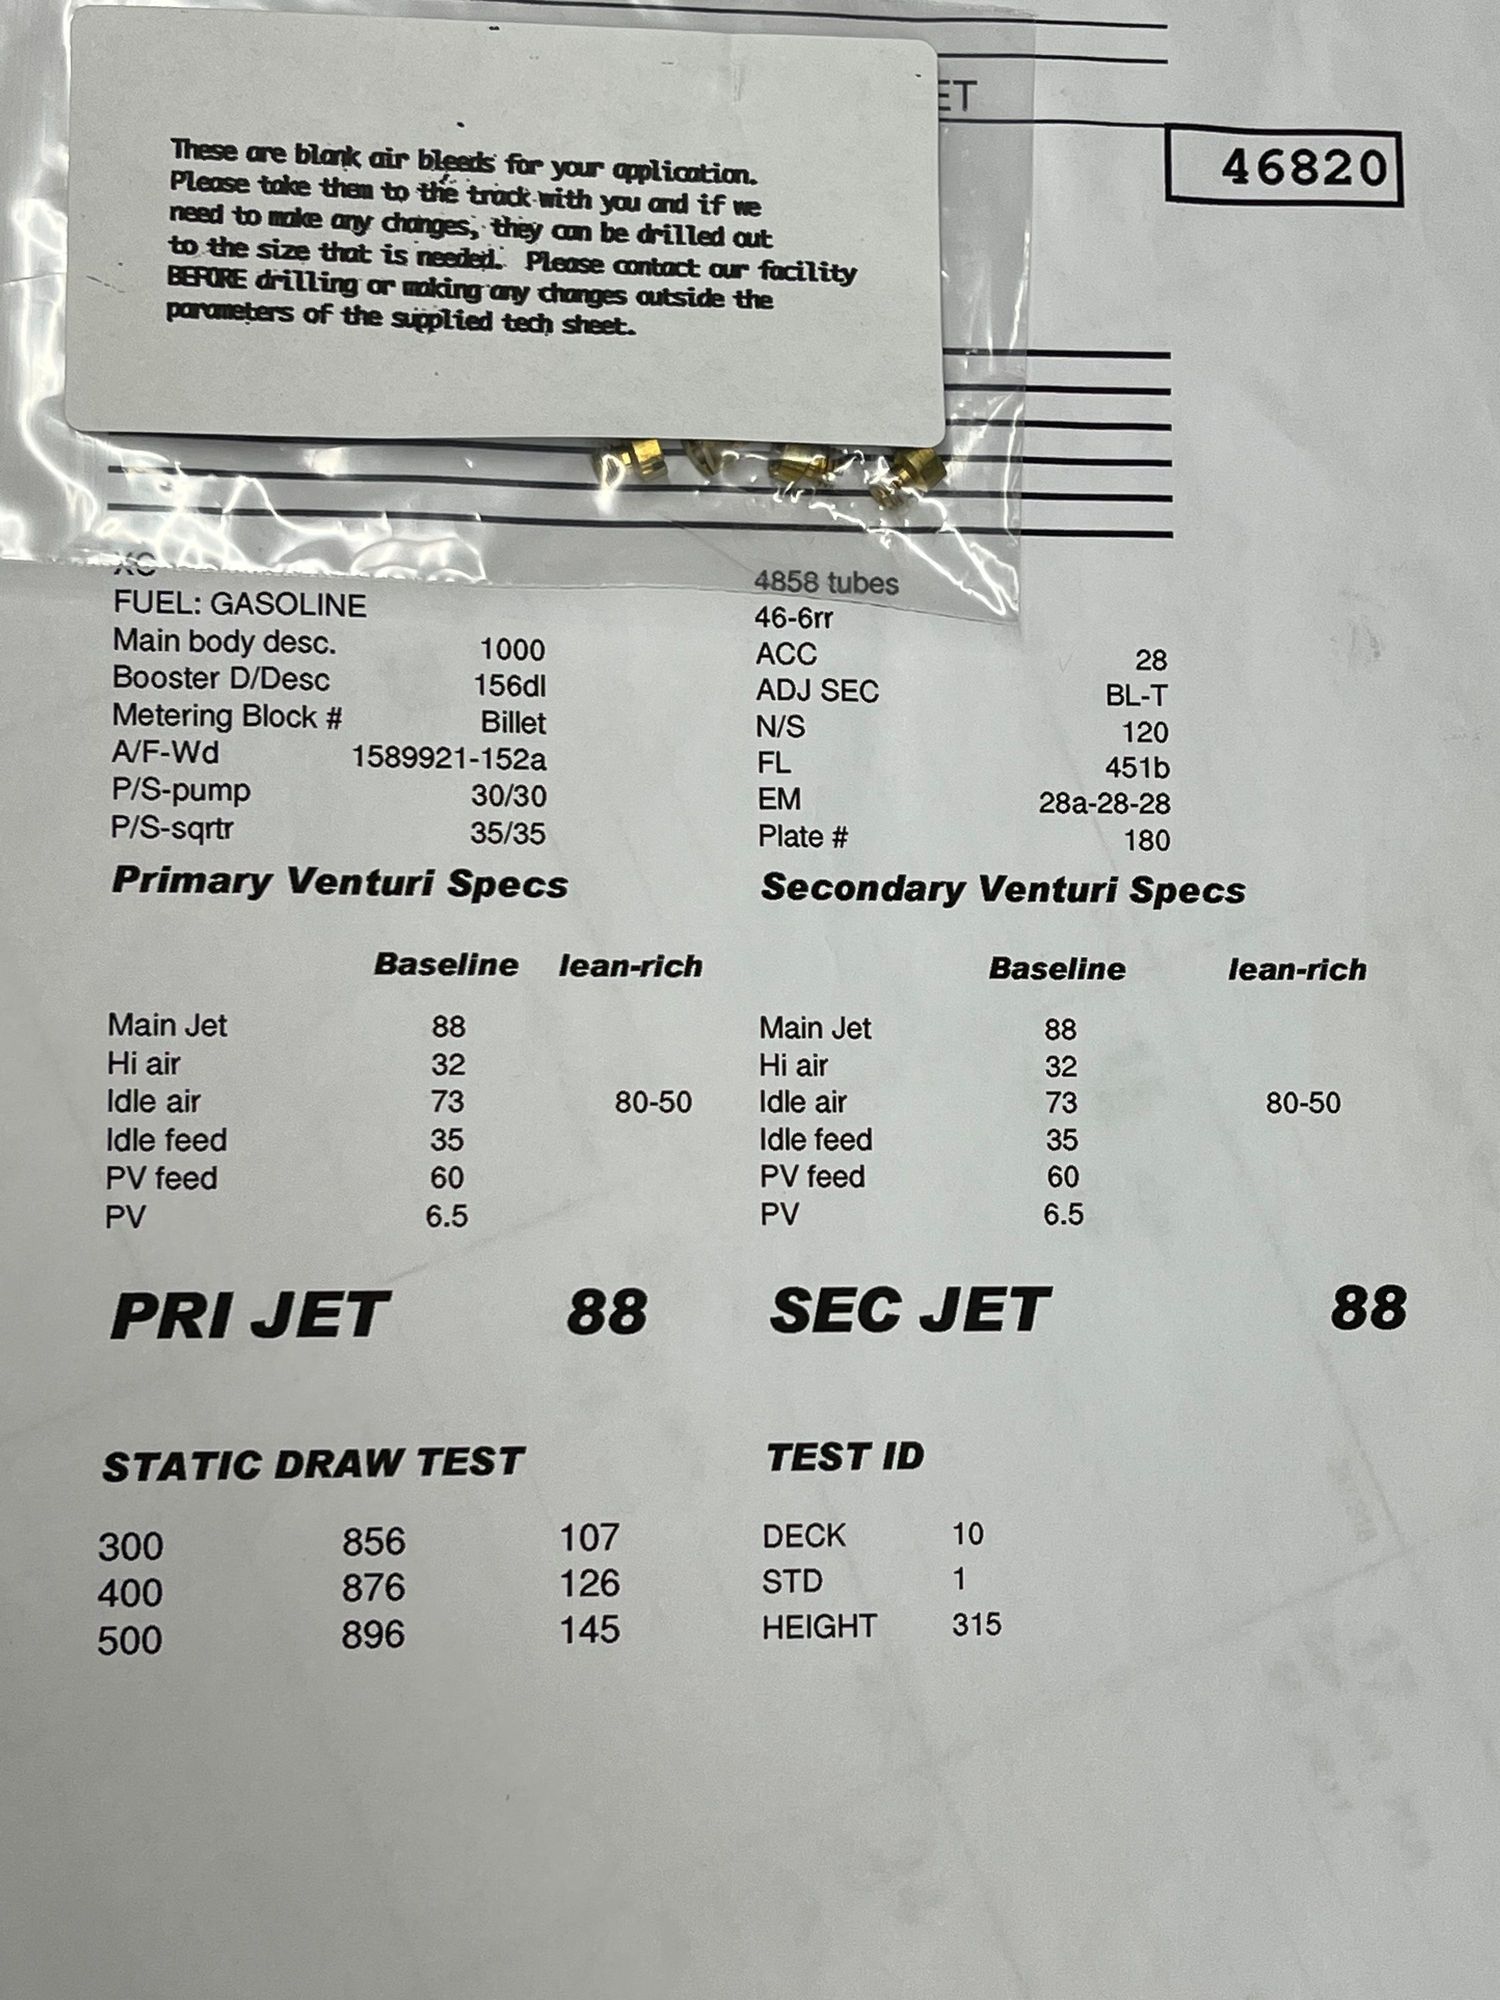 These are blank air bleeds for your application.
Please take them to the track with you and if we
need to make any changes, they can be drilled out
to the size that is needed. Please contact our facility
BEFORE drilling or making any changes outside the
parameters of the supplied tech sheet.
46820
XC
4858 tubes
FUEL: GASOLINE
46-6rr
Main body desc. 1000
ACC 28
Booster D/Desc 156dl
ADJ SEC BL-T
Metering Block # Billet
N/S 120
A/F-Wd 1589921-152a
FL 451b
P/S-pump 30/30
EM 28a-28-28
P/S-sqrtr 35/35
Plate # 180
Primary Venturi Specs
Secondary Venturi Specs
Baseline lean-rich
Baseline lean-rich
Main Jet 88
Main Jet 88
Hi air 32
Hi air 32
Idle air 73 80-50
Idle air 73 80-50
Idle feed 35
Idle feed 35
PV feed 60
PV feed 60
PV 6.5
PV 6.5
PRI JET 88
SEC JET 88
STATIC DRAW TEST
TEST ID
300 856 107
DECK 10
400 876 126
STD 1
500 896 145
HEIGHT 315